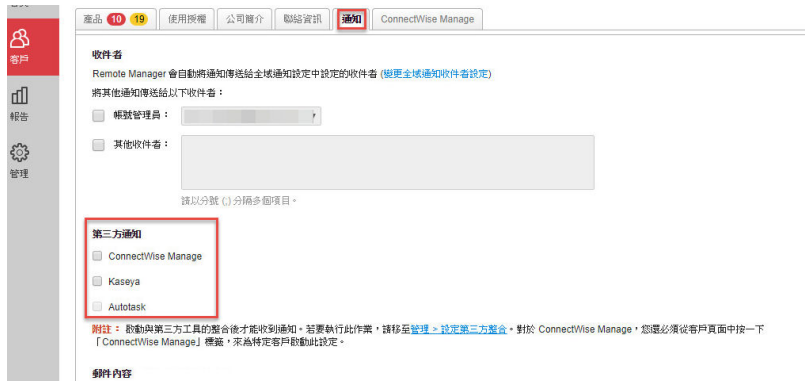 產品 10 19 使用授權 公司簡介 聯絡資訊 通知 ConnectWise Manage
客戶
報告
管理
收件者
Remote Manager 會自動將通知傳送給全域通知設定中設定的收件者 (變更全域通知收件者設定)
將其他通知傳送給以下收件者：
帳號管理員：
其他收件者：
請以分號 (;) 分隔多個項目。
第三方通知
ConnectWise Manage
Kaseya
Autotask
附註： 啟動與第三方工具的整合後才能收到通知。若要執行此作業，請移至管理 > 設定第三方整合。對於 ConnectWise Manage，您還必須從客戶頁面中按一下
「ConnectWise Manage」標籤，來為特定客戶啟動此設定。
郵件內容